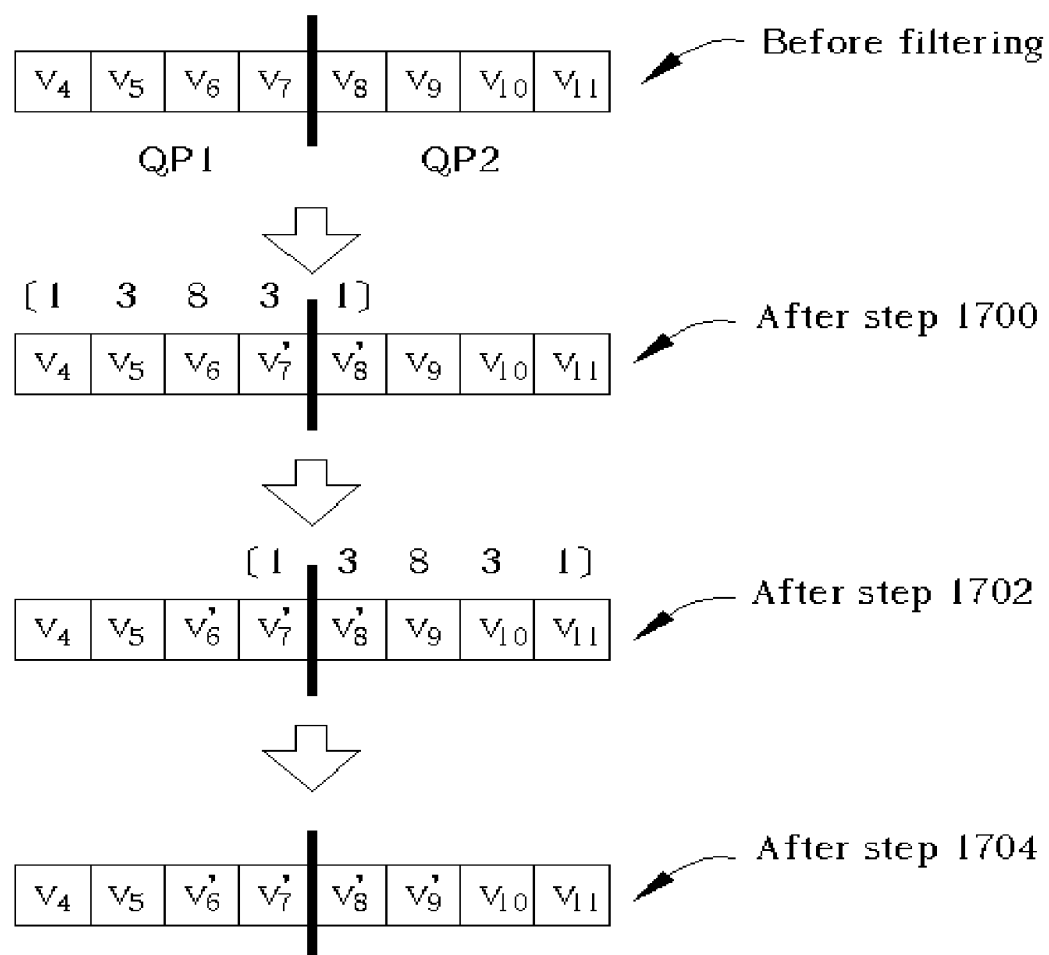 Before filtering
V4 V5 V6 V7 V8 V9 V10 V11
QP1 QP2
[1 3 8 3 1]
After step 1700
V4 V5 V6 V7' V8' V9 V10 V11
[1 3 8 3 1]
After step 1702
V4 V5 V6' V7' V8' V9 V10 V11
After step 1704
V4 V5 V6' V7' V8' V9' V10 V11